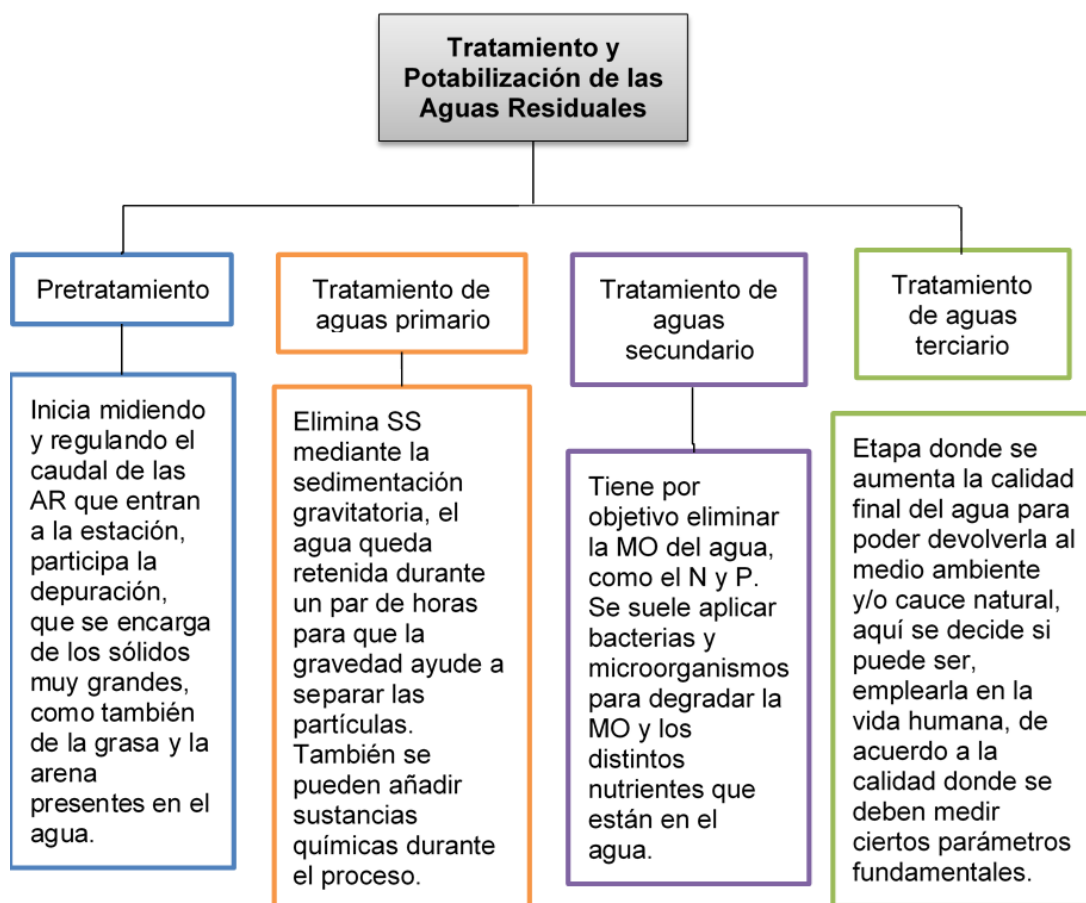 Tratamiento y
Potabilización de las
Aguas Residuales
Pretratamiento
Inicia midiendo
y regulando el
caudal de las
AR que entran
a la estación,
participa la
depuración,
que se encarga
de los sólidos
muy grandes,
como también
de la grasa y la
arena
presentes en el
agua.
Tratamiento de
aguas primario
Elimina SS
mediante la
sedimentación
gravitatoria, el
agua queda
retenida durante
un par de horas
para que la
gravedad ayude a
separar las
partículas.
También se
pueden añadir
sustancias
químicas durante
el proceso.
Tratamiento de
aguas
secundario
Tiene por
objetivo eliminar
la MO del agua,
como el N y P.
Se suele aplicar
bacterias y
microorganismos
para degradar la
MO y los
distintos
nutrientes que
están en el
agua.
Tratamiento
de aguas
terciario
Etapa donde se
aumenta la calidad
final del agua para
poder devolverla al
medio ambiente
y/o cauce natural,
aquí se decide si
puede ser,
emplearla en la
vida humana, de
acuerdo a la
calidad donde se
deben medir
ciertos parámetros
fundamentales.